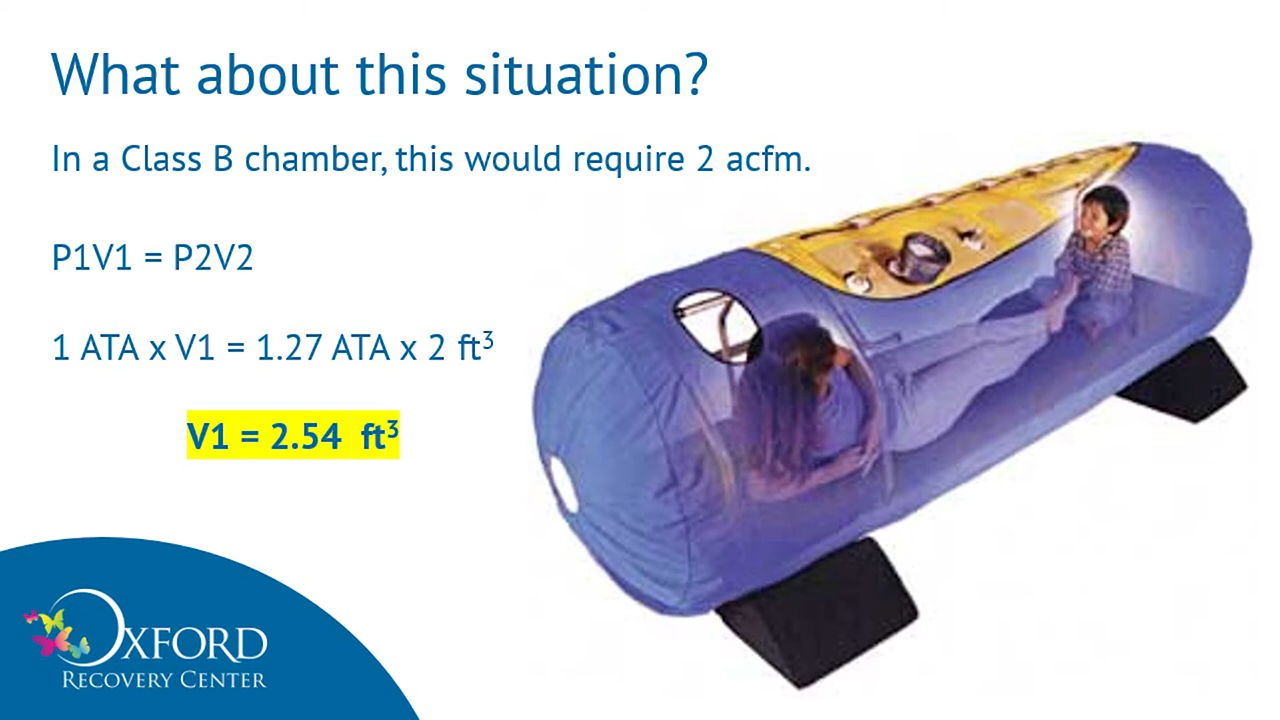 What about this situation?
In a Class B chamber, this would require 2 acfm.
P1V1 = P2V2
1 ATA x V1 = 1.27 ATA x 2 ft³
V1 = 2.54 ft³
OXFORD
RECOVERY CENTER